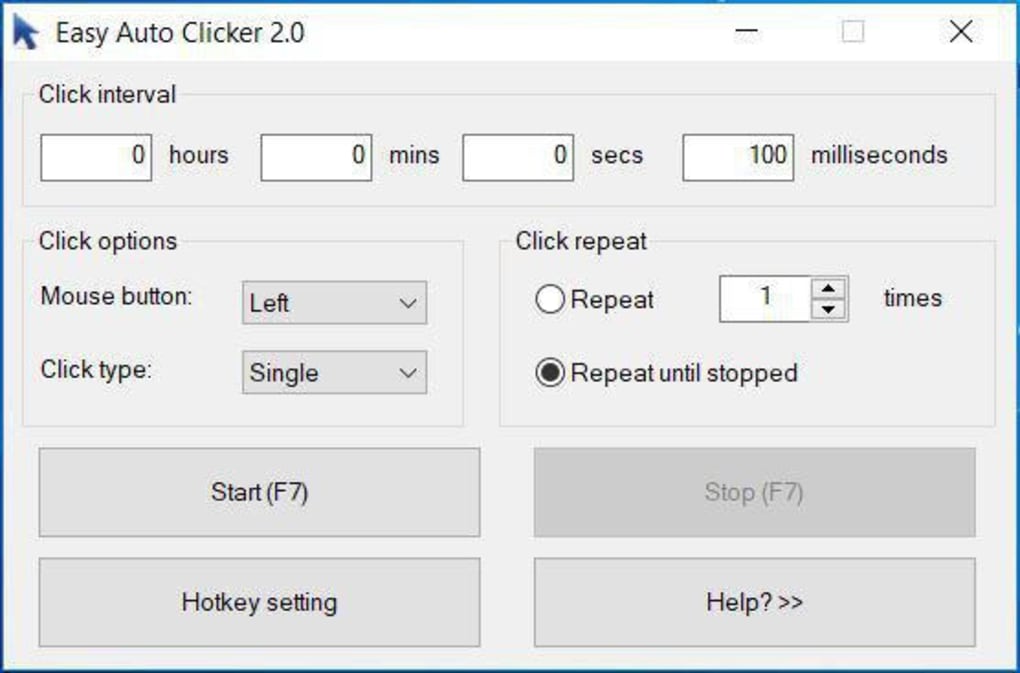 Easy Auto Clicker 2.0
Click interval
0 hours 0 mins 0 secs 100 milliseconds
Click options
Mouse button: Left
Click type: Single
Click repeat
Repeat 1 times
Repeat until stopped
Start (F7)
Stop (F7)
Hotkey setting
Help? >>